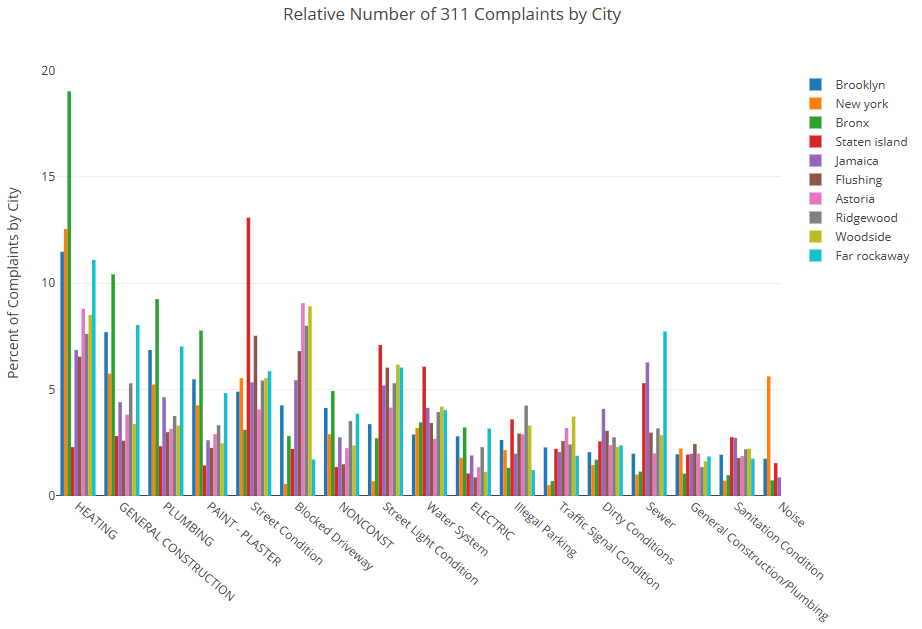 Relative Number of 311 Complaints by City
Percent of Complaints by City
20
15
10
5
0
HEATING
GENERAL CONSTRUCTION
PLUMBING
PAINT - PLASTER
Street Condition
Blocked Driveway
NONCONST
Street Light Condition
Water System
ELECTRIC
Illegal Parking
Traffic Signal Condition
Dirty Conditions
Sewer
General Construction/Plumbing
Sanitation Condition
Noise
Brooklyn
New york
Bronx
Staten island
Jamaica
Flushing
Astoria
Ridgewood
Woodside
Far rockaway